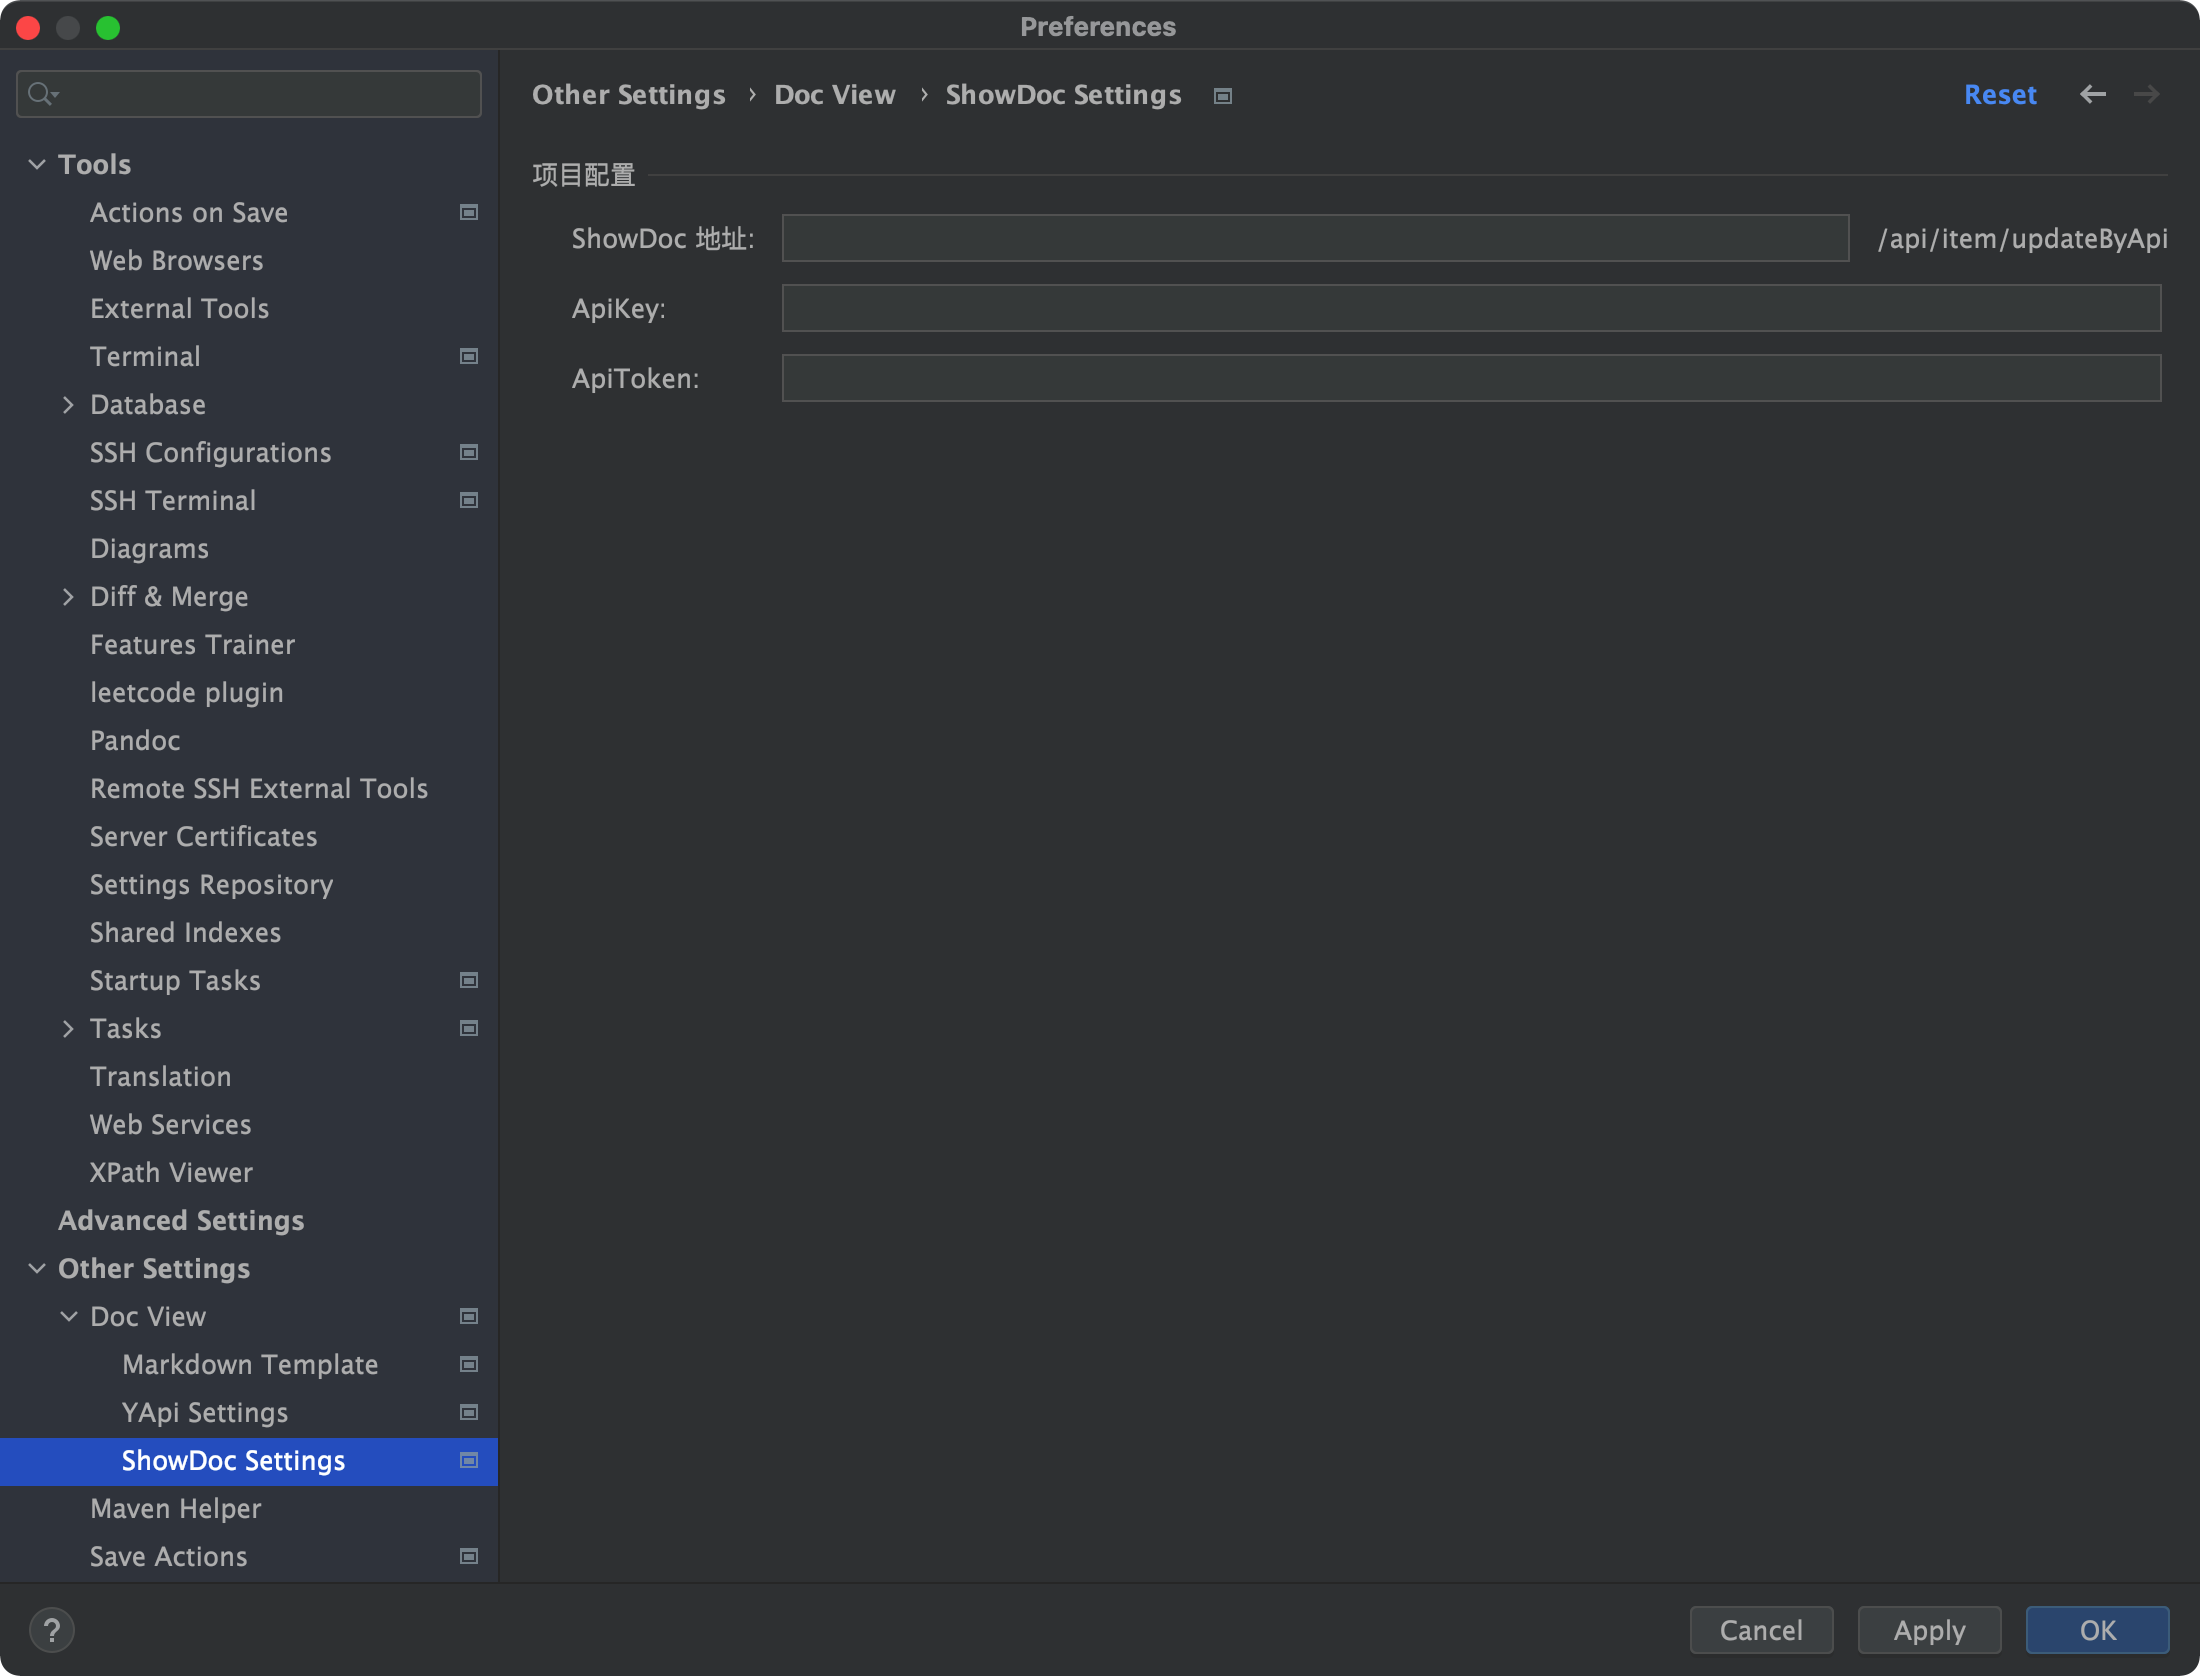 Preferences
Tools
Actions on Save
Web Browsers
External Tools
Terminal
Database
SSH Configurations
SSH Terminal
Diagrams
Diff & Merge
Features Trainer
leetcode plugin
Pandoc
Remote SSH External Tools
Server Certificates
Settings Repository
Shared Indexes
Startup Tasks
Tasks
Translation
Web Services
XPath Viewer
Advanced Settings
Other Settings
Doc View
Markdown Template
YApi Settings
ShowDoc Settings
Maven Helper
Save Actions
Other Settings › Doc View › ShowDoc Settings Reset
项目配置
ShowDoc 地址: /api/item/updateByApi
ApiKey:
ApiToken:
? Cancel Apply OK